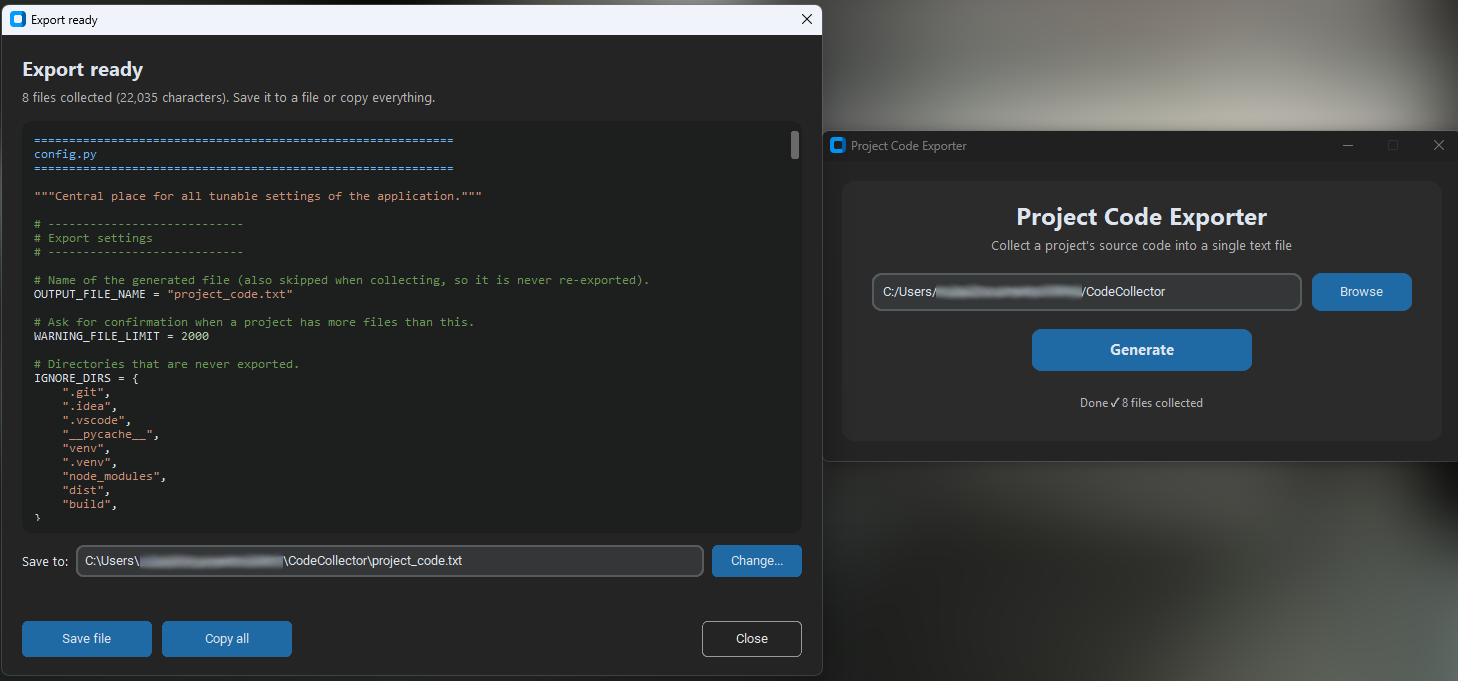 Export ready
Export ready
8 files collected (22,035 characters). Save it to a file or copy everything.
============================================================
config.py
============================================================
"""Central place for all tunable settings of the application."""
# ----------------------------
# Export settings
# ----------------------------
# Name of the generated file (also skipped when collecting, so it is never re-exported).
OUTPUT_FILE_NAME = "project_code.txt"
# Ask for confirmation when a project has more files than this.
WARNING_FILE_LIMIT = 2000
# Directories that are never exported.
IGNORE_DIRS = {
    ".git",
    ".idea",
    ".vscode",
    "__pycache__",
    "venv",
    ".venv",
    "node_modules",
    "dist",
    "build",
}
Save to:
C:\Users\ \CodeCollector\project_code.txt
Change...
Save file
Copy all
Close
Project Code Exporter
Project Code Exporter
Collect a project's source code into a single text file
C:/Users/ /CodeCollector
Browse
Generate
Done ✓ 8 files collected